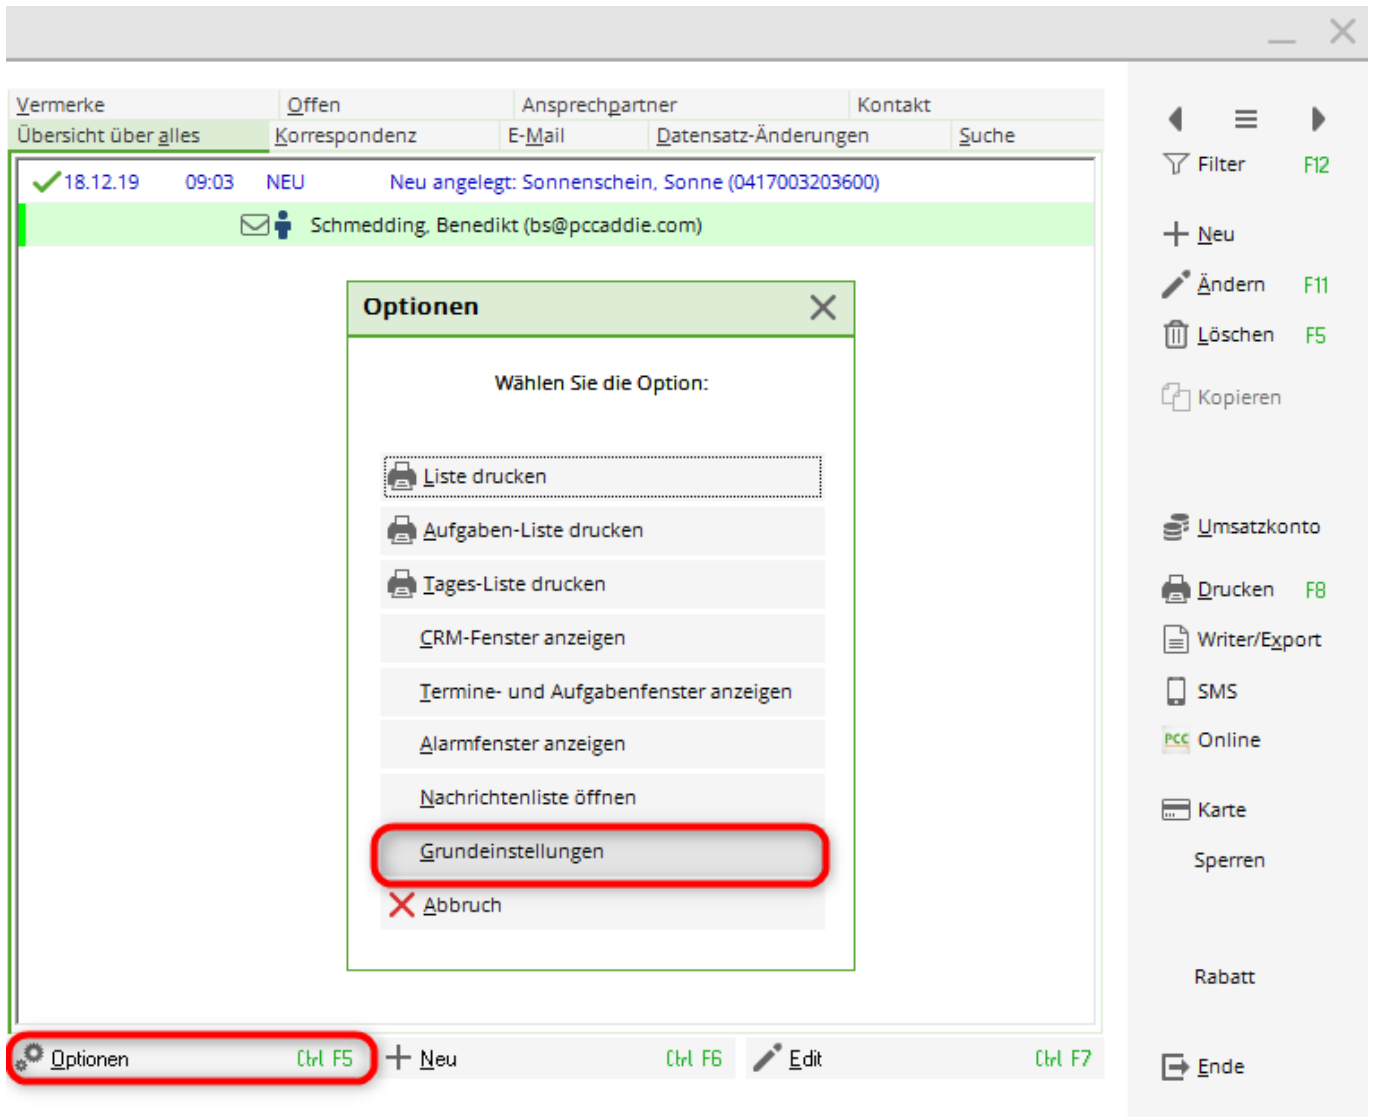 Vermerke Offen Ansprechpartner Kontakt
Übersicht über alles Korrespondenz E-Mail Datensatz-Änderungen Suche
18.12.19 09:03 NEU Neu angelegt: Sonnenschein, Sonne (0417003203600)
Schmedding, Benedikt (bs@pccaddie.com)
Optionen
Wählen Sie die Option:
Liste drucken
Aufgaben-Liste drucken
Tages-Liste drucken
CRM-Fenster anzeigen
Termine- und Aufgabenfenster anzeigen
Alarmfenster anzeigen
Nachrichtenliste öffnen
Grundeinstellungen
Abbruch
Optionen Ctrl F5 Neu Ctrl F6 Edit Ctrl F7
Filter F12
Neu
Ändern F11
Löschen F5
Kopieren
Umsatzkonto
Drucken F8
Writer/Export
SMS
PCC Online
Karte
Sperren
Rabatt
Ende